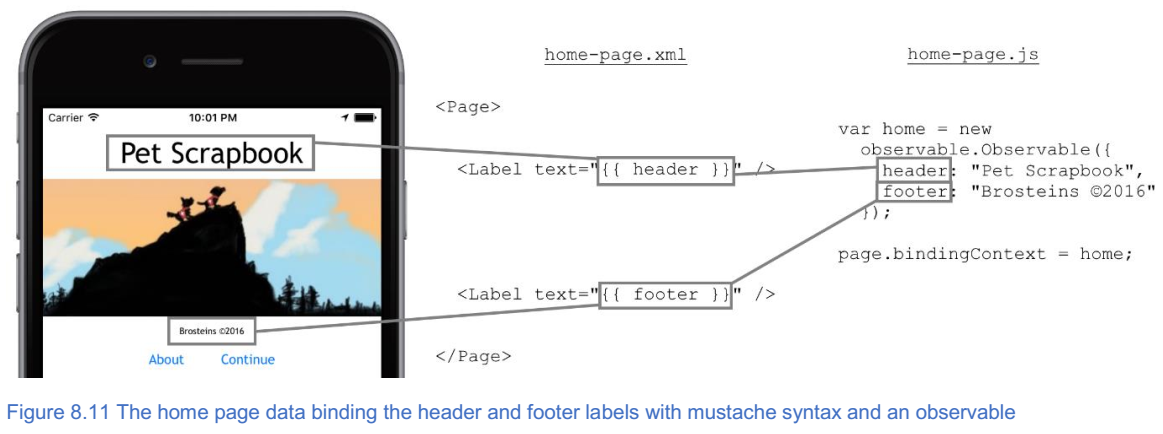 home-page.xml
home-page.js
Carrier
10:01 PM
Pet Scrapbook
Brosteins ©2016
About Continue
<Page>
<Label text="{{ header }}" />
<Label text="{{ footer }}" />
</Page>
var home = new
observable.Observable({
header: "Pet Scrapbook",
footer: "Brosteins ©2016"
});
page.bindingContext = home;
Figure 8.11 The home page data binding the header and footer labels with mustache syntax and an observable